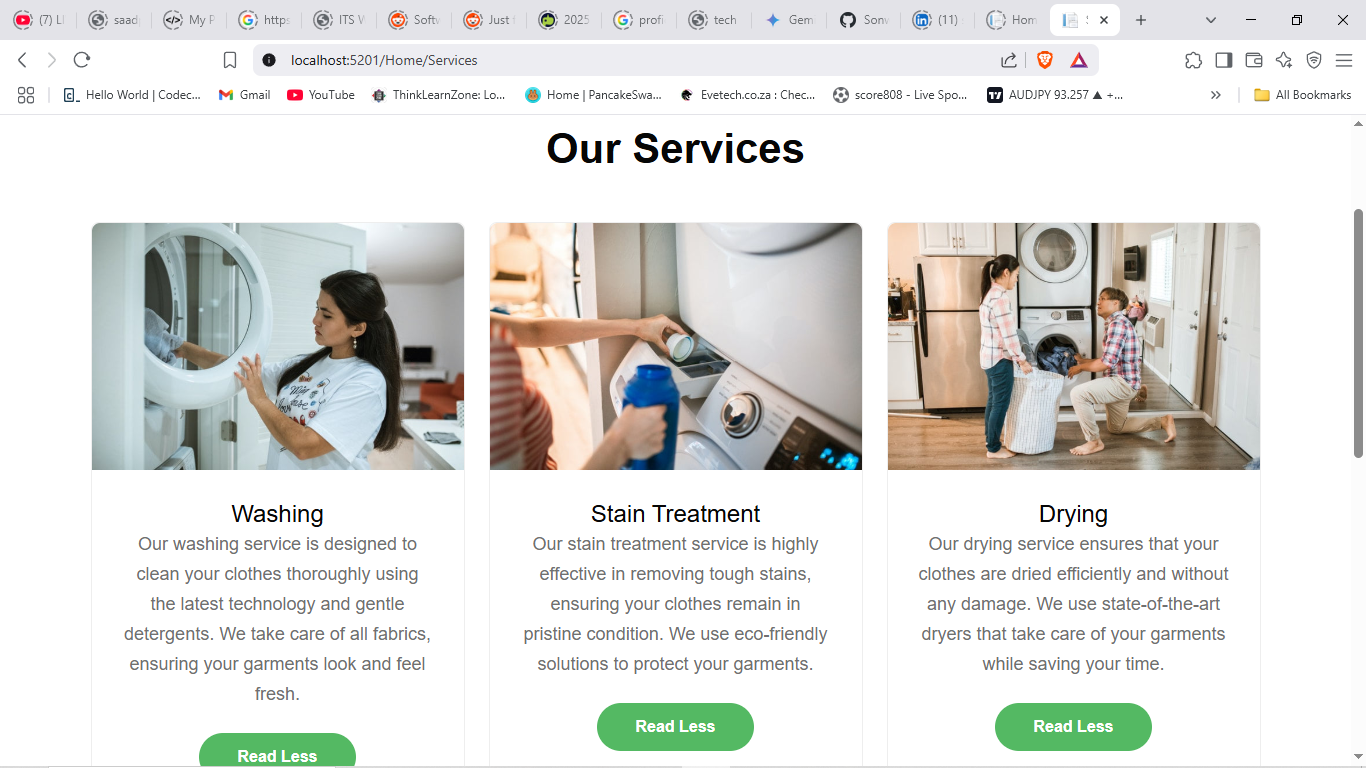 (7) LI
saad
My P
https
ITS V
Softv
Just
2025
profi
tech
Gem
Sonv
(11)
Hom
localhost:5201/Home/Services
Hello World | Codec...
Gmail
YouTube
ThinkLearnZone: Lo...
Home | PancakeSwa...
Evetech.co.za : Chec...
score808 - Live Spo...
AUDJPY 93.257 ▲ +...
»
All Bookmarks
Our Services
Washing
Our washing service is designed to
clean your clothes thoroughly using
the latest technology and gentle
detergents. We take care of all fabrics,
ensuring your garments look and feel
fresh.
Read Less
Stain Treatment
Our stain treatment service is highly
effective in removing tough stains,
ensuring your clothes remain in
pristine condition. We use eco-friendly
solutions to protect your garments.
Read Less
Drying
Our drying service ensures that your
clothes are dried efficiently and without
any damage. We use state-of-the-art
dryers that take care of your garments
while saving your time.
Read Less